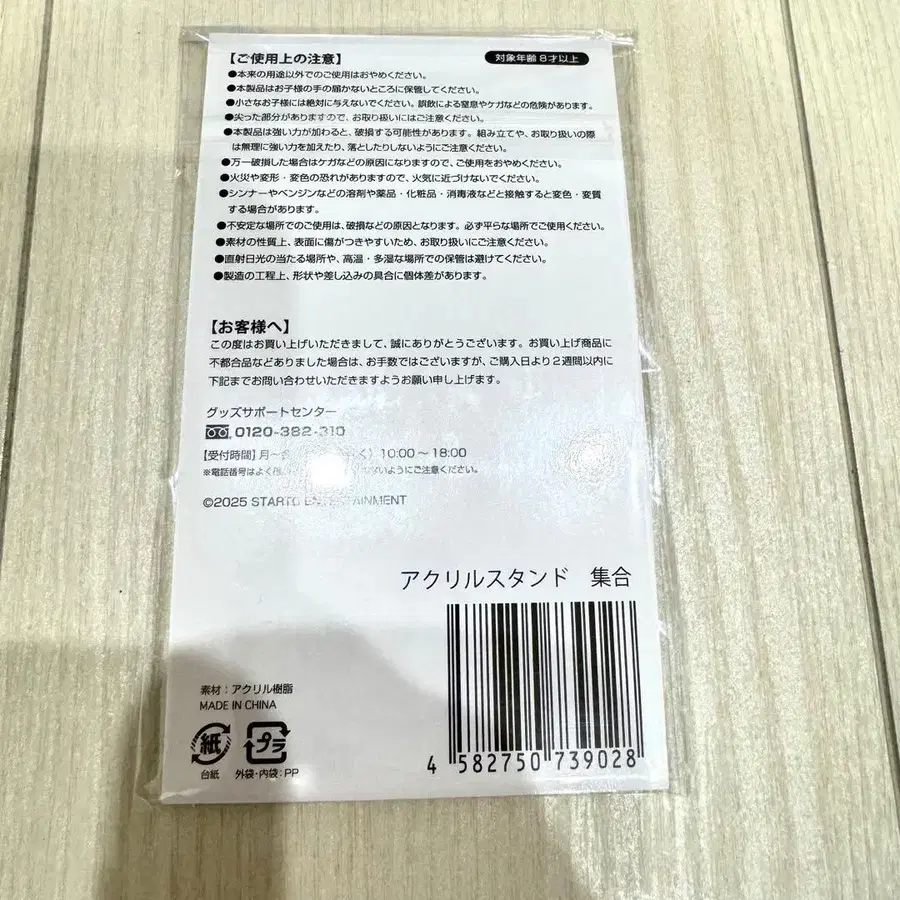 【ご使用上の注意】
対象年齢8才以上
●本来の用途以外でのご使用はおやめください。
●本製品はお子様の手の届かないところに保管してください。
●小さなお子様には絶対に与えないでください。誤飲による窒息やケガなどの危険があります。
●尖った部分がありますので、お取り扱いにはご注意ください。
●本製品は強い力が加わると、破損する可能性があります。組み立てや、お取り扱いの際
は無理に強い力を加えたり、落としたりしないようにご注意ください。
●万一破損した場合はケガなどの原因になりますので、ご使用をおやめください。
●火災や変形・変色の恐れがありますので、火気に近づけないでください。
●シンナーやベンジンなどの溶剤や薬品・化粧品・消毒液などと接触すると変色・変質
する場合があります。
●不安定な場所でのご使用は、破損などの原因となります。必ず平らな場所でご使用ください。
●素材の性質上、表面に傷がつきやすいため、お取り扱いにご注意ください。
●直射日光の当たる場所や、高温・多湿な場所での保管は避けてください。
●製造の工程上、形状や差し込みの具合に個体差があります。
【お客様へ】
この度はお買い上げいただきまして、誠にありがとうございます。お買い上げ商品に
不都合品などありました場合は、お手数ではございますが、ご購入日より2週間以内に
下記までお問い合わせいただきますようお願い申し上げます。
グッズサポートセンター
0120-382-310
【受付時間】月～ く）10:00～18:00
※電話番号はよく ないようにご注意ください。
©2025 STARTO ENTERTAINMENT
アクリルスタンド 集合
素材：アクリル樹脂
MADE IN CHINA
紙 プラ
台紙 外袋・内袋：PP
4 582750 739028